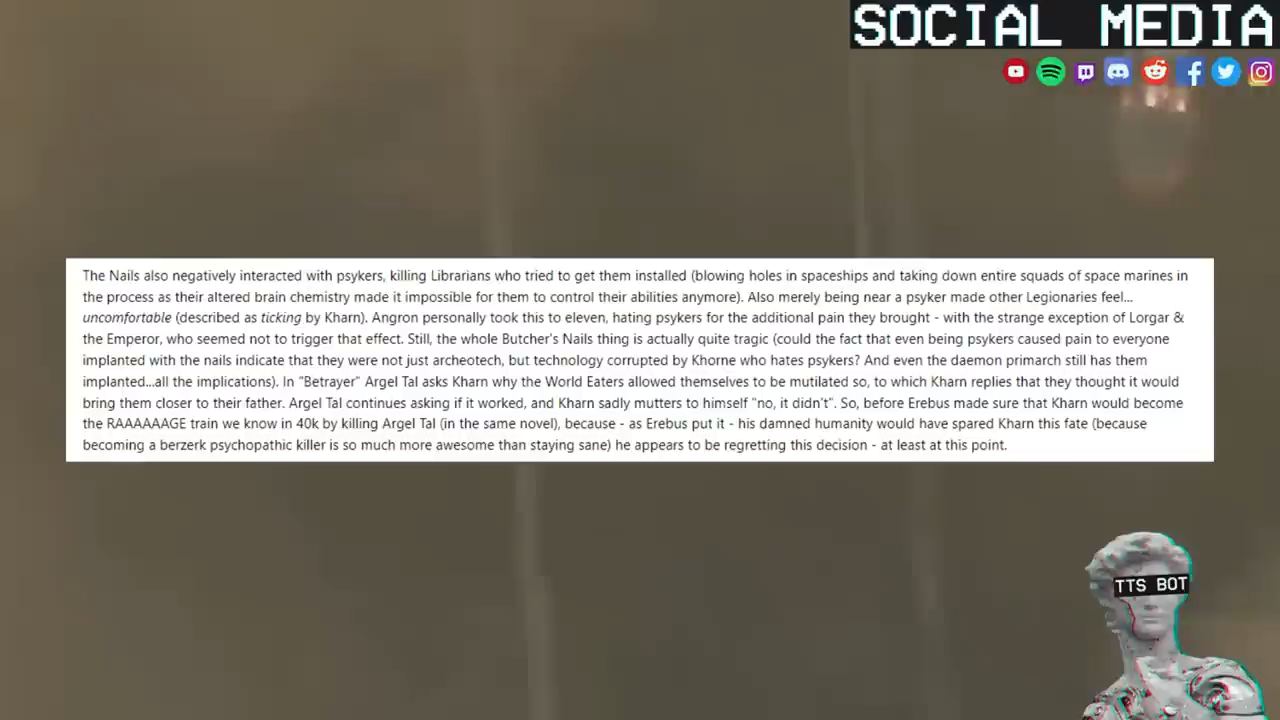 SOCIAL MEDIA
The Nails also negatively interacted with psykers, killing Librarians who tried to get them installed (blowing holes in spaceships and taking down entire squads of space marines in
the process as their altered brain chemistry made it impossible for them to control their abilities anymore). Also merely being near a psyker made other Legionaries feel...
uncomfortable (described as ticking by Kharn). Angron personally took this to eleven, hating psykers for the additional pain they brought - with the strange exception of Lorgar &
the Emperor, who seemed not to trigger that effect. Still, the whole Butcher's Nails thing is actually quite tragic (could the fact that even being psykers caused pain to everyone
implanted with the nails indicate that they were not just archeotech, but technology corrupted by Khorne who hates psykers? And even the daemon primarch still has them
implanted...all the implications). In "Betrayer" Argel Tal asks Kharn why the World Eaters allowed themselves to be mutilated so, to which Kharn replies that they thought it would
bring them closer to their father. Argel Tal continues asking if it worked, and Kharn sadly mutters to himself "no, it didn't". So, before Erebus made sure that Kharn would become
the RAAAAAAGE train we know in 40k by killing Argel Tal (in the same novel), because - as Erebus put it - his damned humanity would have spared Kharn this fate (because
becoming a berzerk psychopathic killer is so much more awesome than staying sane) he appears to be regretting this decision - at least at this point.
TTS BOT